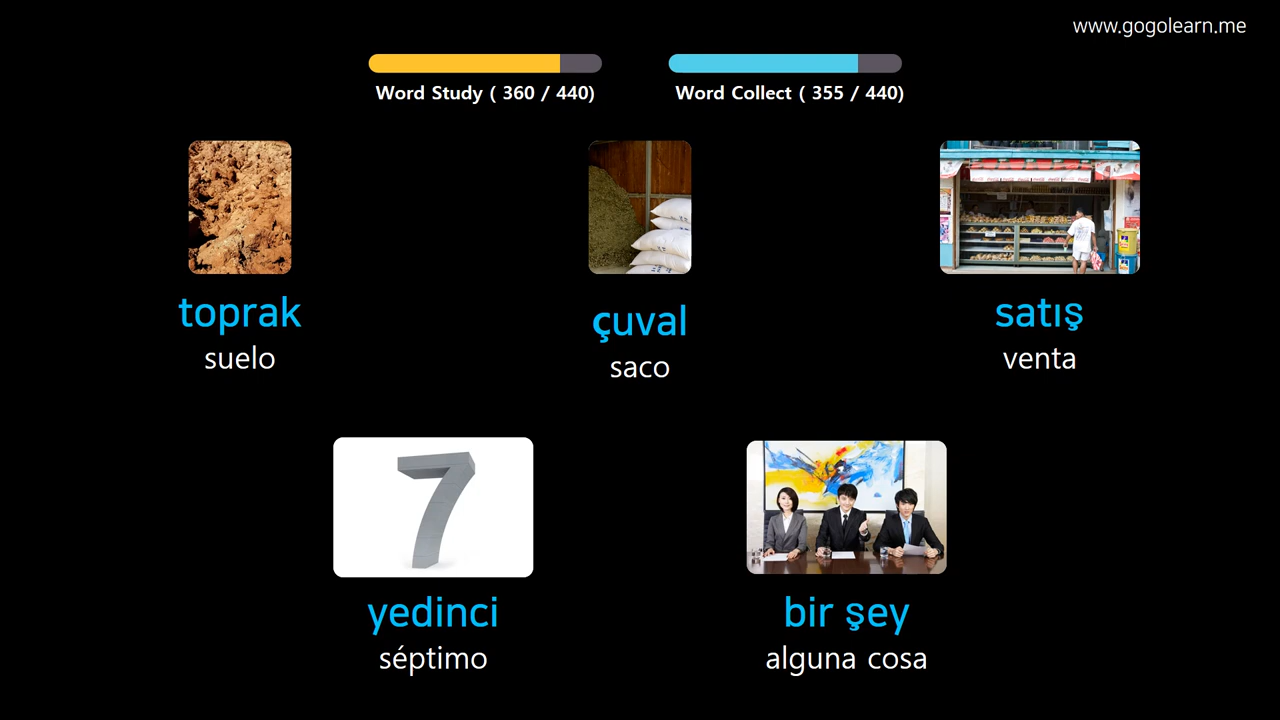 www.gogolearn.me
Word Study ( 360 / 440)
Word Collect ( 355 / 440)
toprak
suelo
çuval
saco
satış
venta
7
yedinci
séptimo
bir şey
alguna cosa